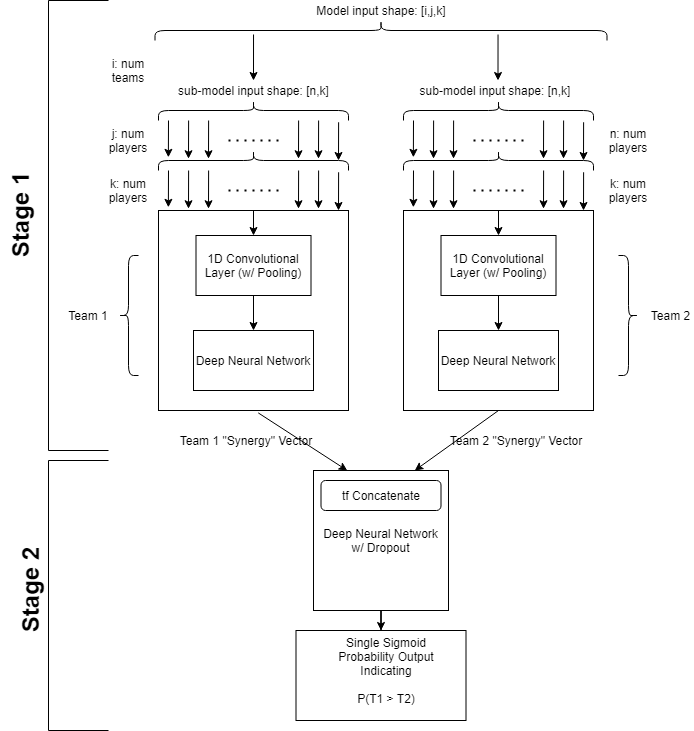 Model input shape: [i,j,k]
i: num
teams
sub-model input shape: [n,k]
sub-model input shape: [n,k]
j: num
players
n: num
players
k: num
players
k: num
players
Stage 1
1D Convolutional
Layer (w/ Pooling)
1D Convolutional
Layer (w/ Pooling)
Team 1
Team 2
Deep Neural Network
Deep Neural Network
Team 1 "Synergy" Vector
Team 2 "Synergy" Vector
Stage 2
tf Concatenate
Deep Neural Network
w/ Dropout
Single Sigmoid
Probability Output
Indicating
P(T1 > T2)